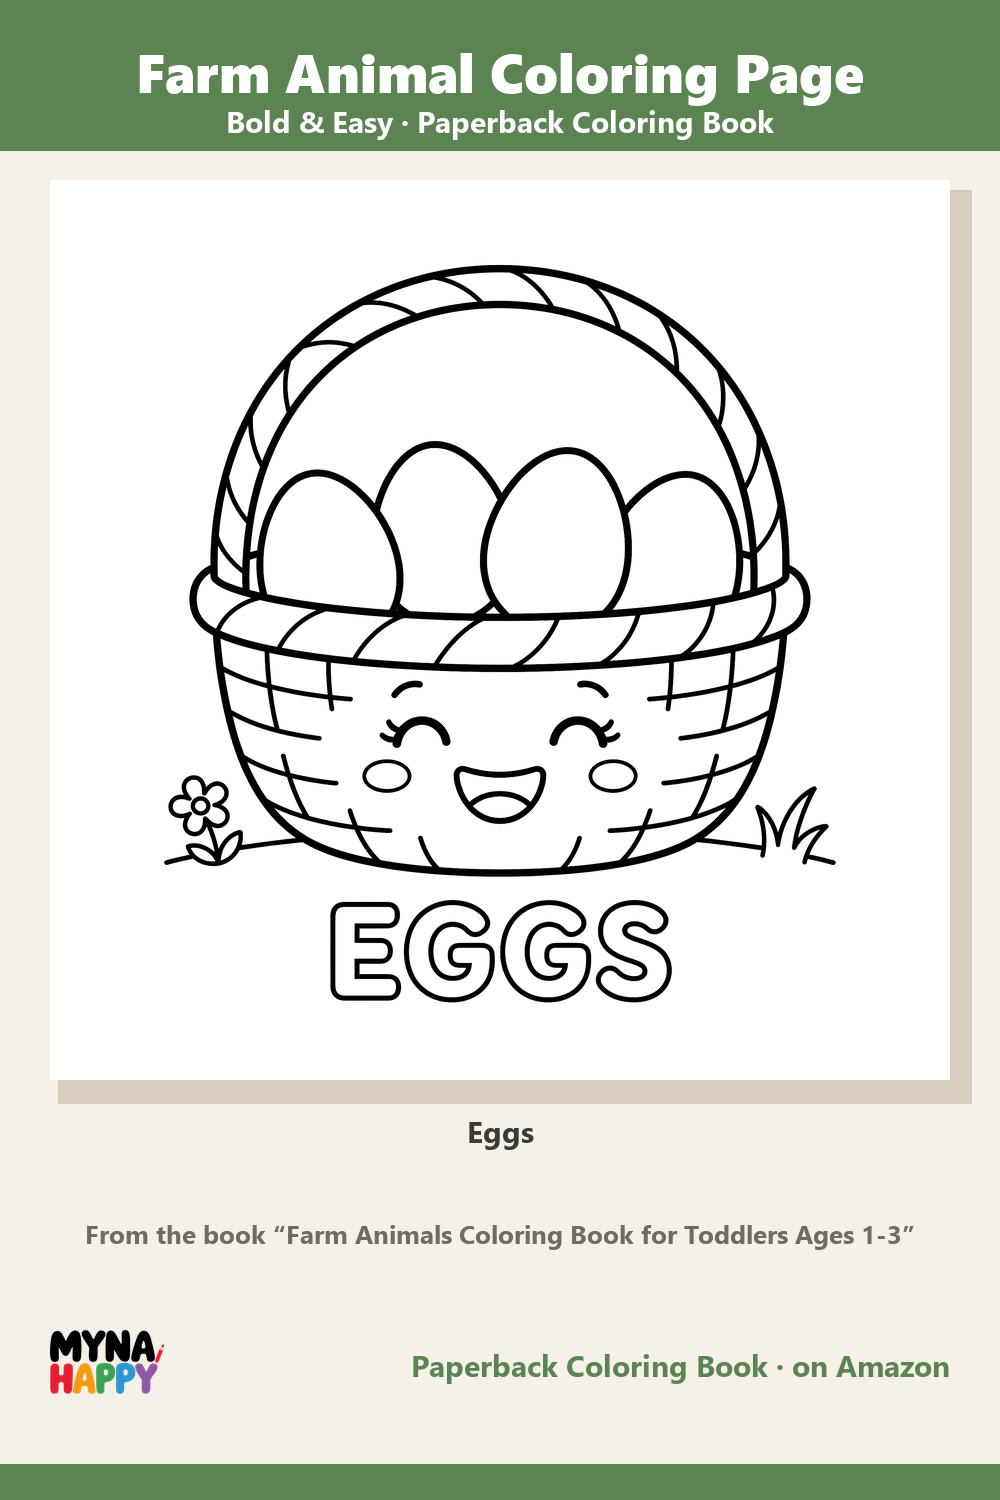 Farm Animal Coloring Page
Bold & Easy · Paperback Coloring Book
EGGS
Eggs
From the book “Farm Animals Coloring Book for Toddlers Ages 1-3”
MYNA
HAPPY
Paperback Coloring Book · on Amazon